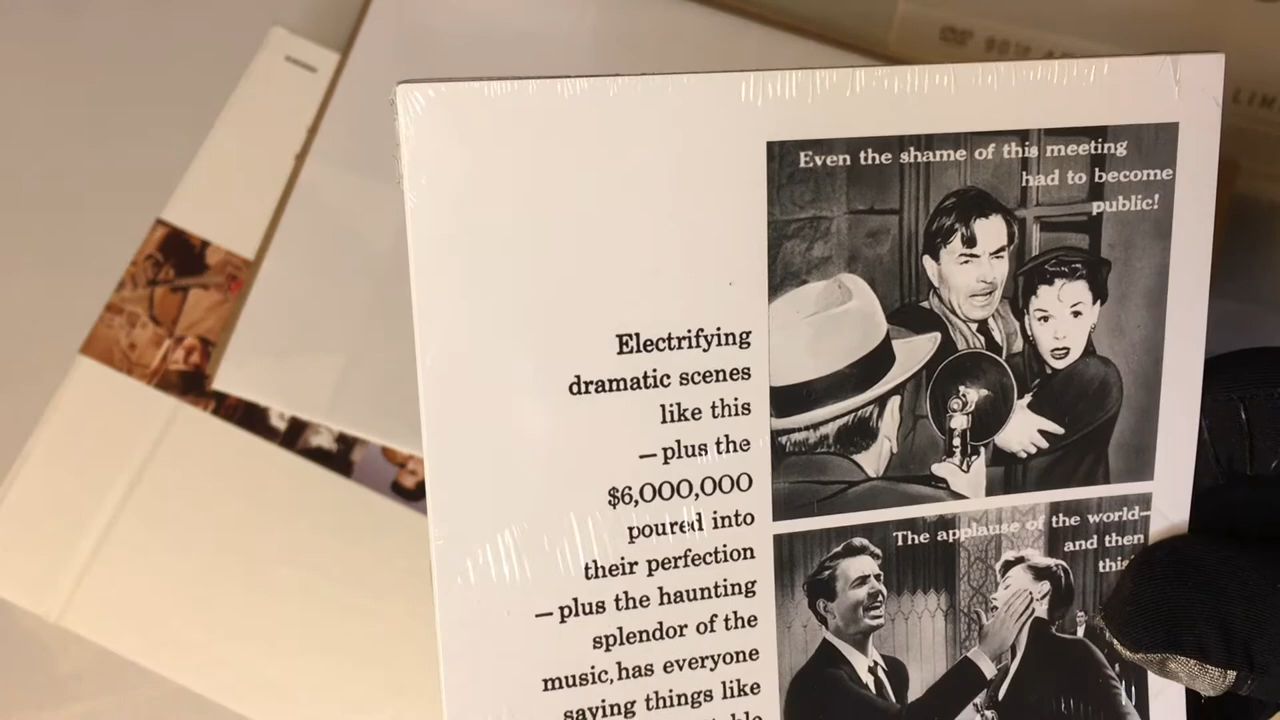 Even the shame of this meeting
had to become
public!
Electrifying
dramatic scenes
like this
—plus the
$6,000,000
poured into
their perfection
—plus the haunting
splendor of the
music, has everyone
saying things like
The applause of the world—
and then